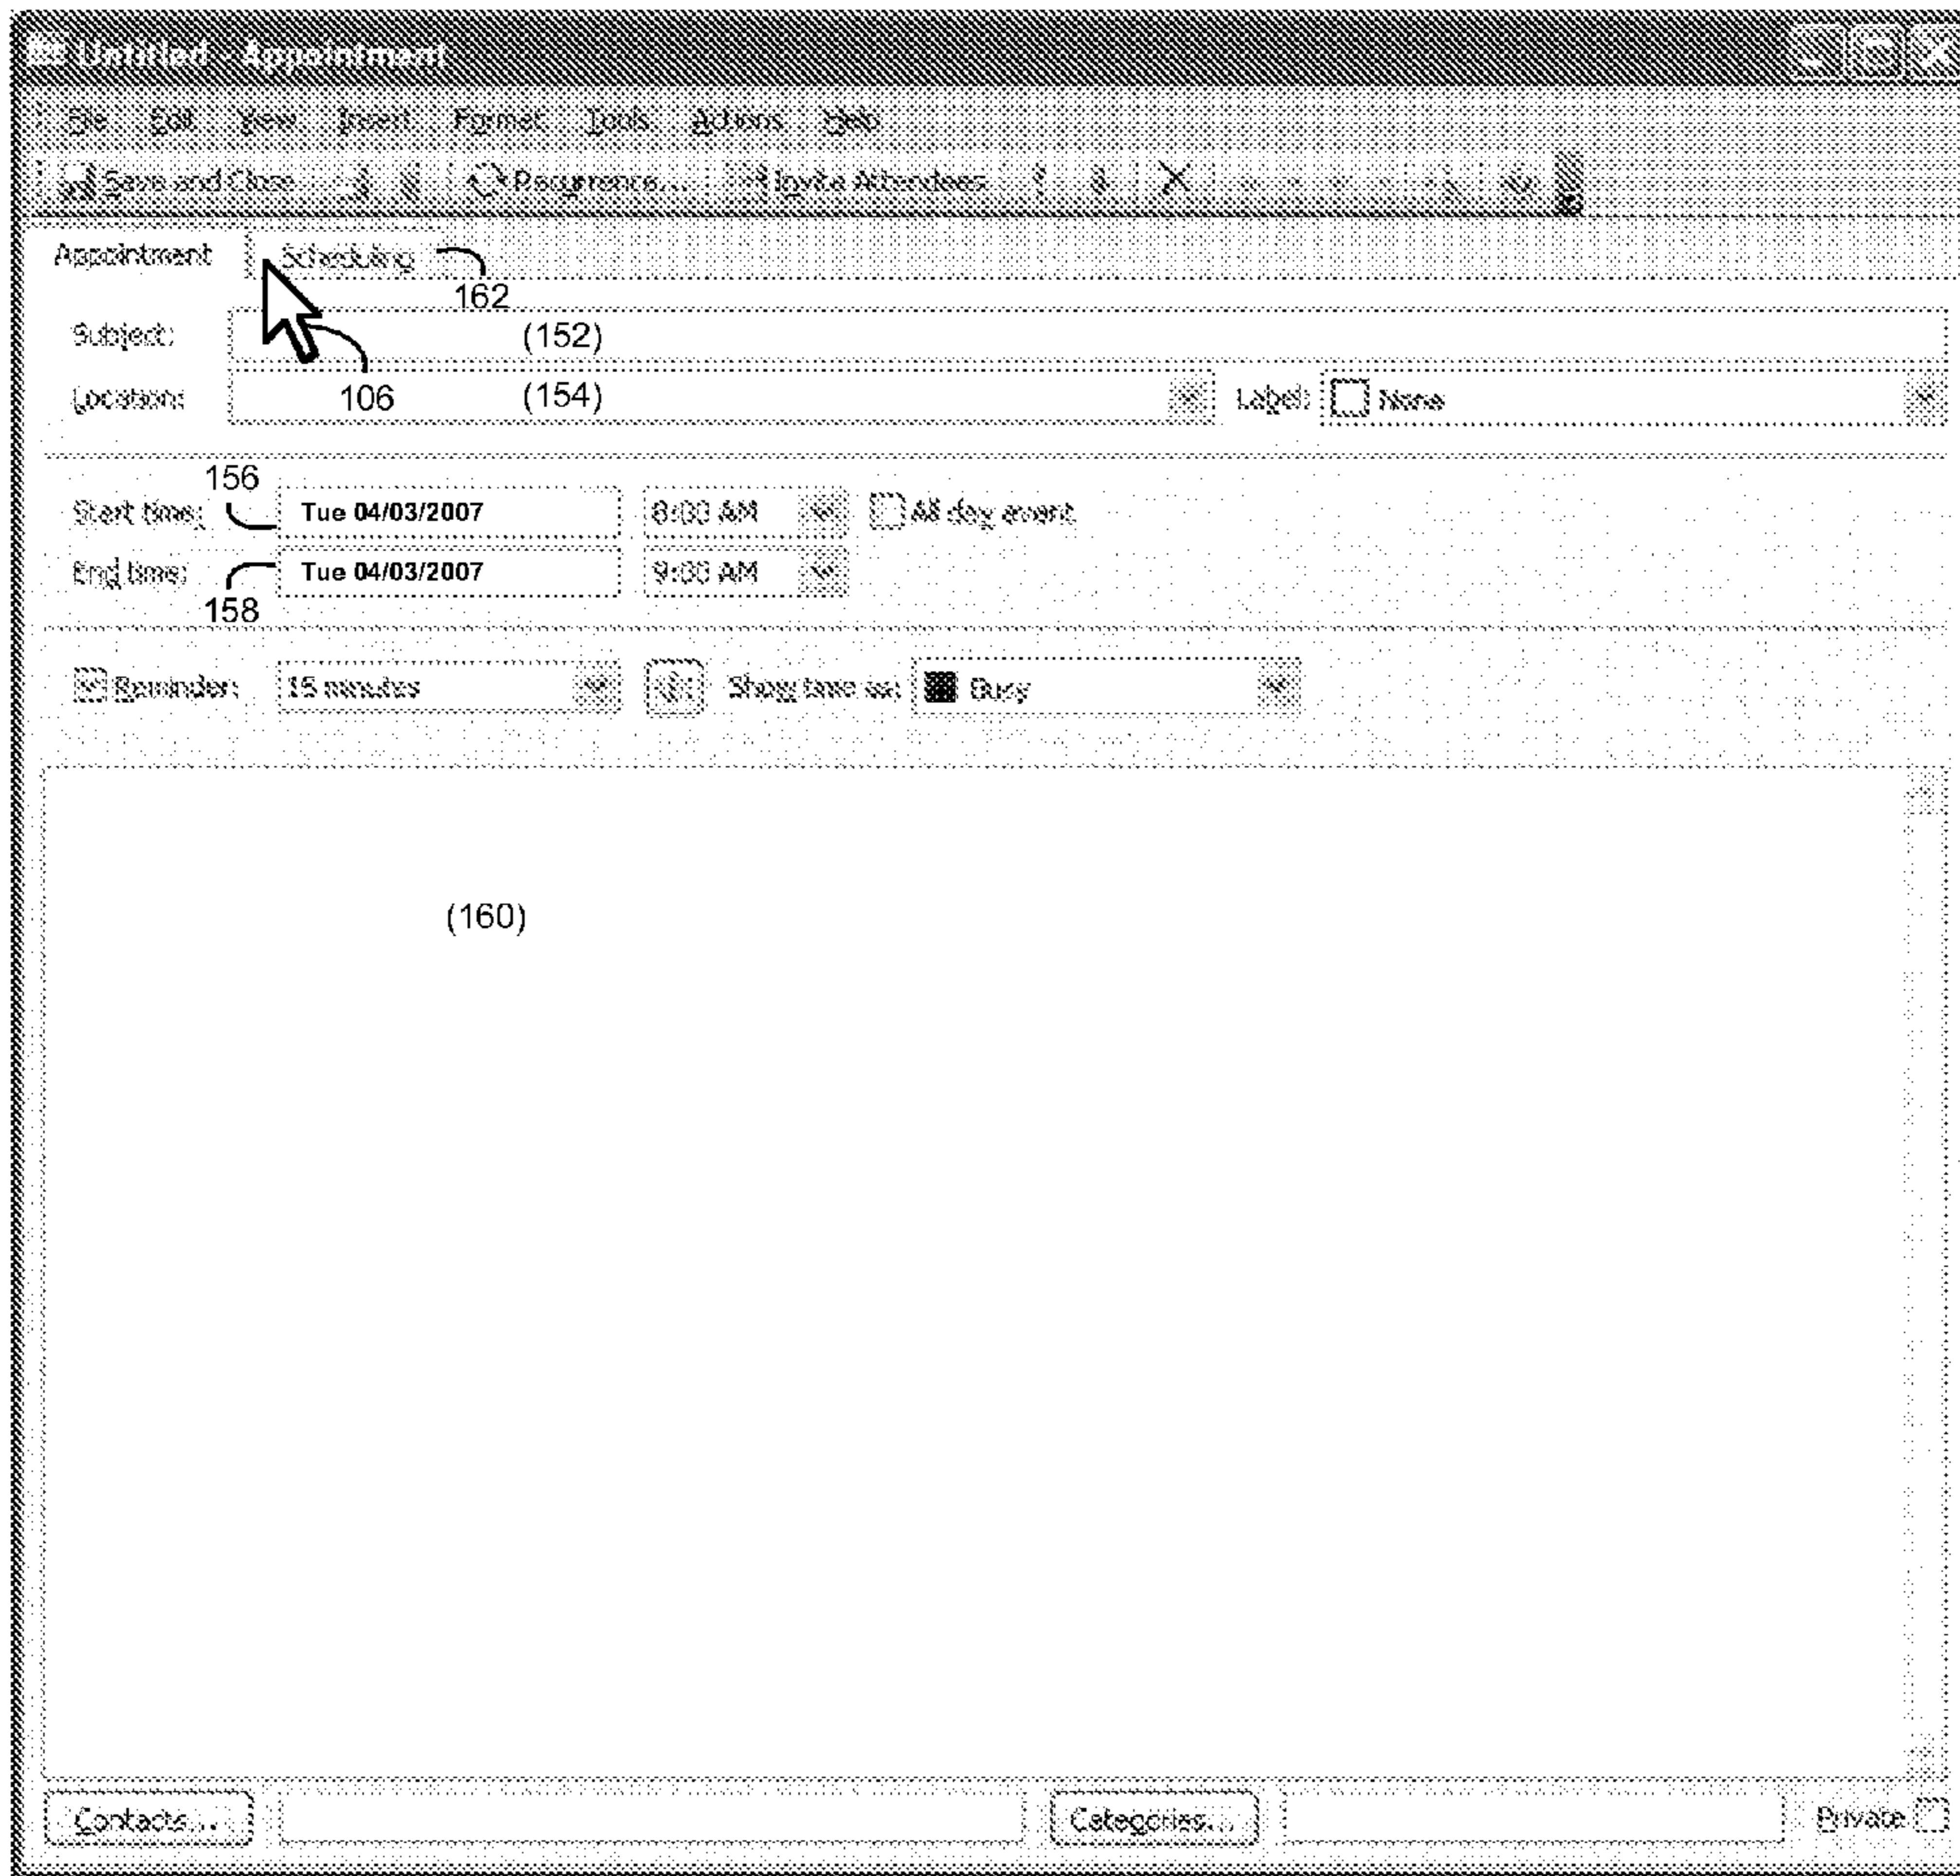 Untitled - Appointment
File Edit View Insert Format Tools Actions Help
Save and Close Recurrence... Invite Attendees ! X
Appointment Scheduling
162
Subject: (152)
Location: 106 (154) Label: None
156
Start time: Tue 04/03/2007 8:00 AM All day event
End time: Tue 04/03/2007 9:00 AM
158
Reminder: 15 minutes Show time as: Busy
(160)
Contacts... Categories... Private